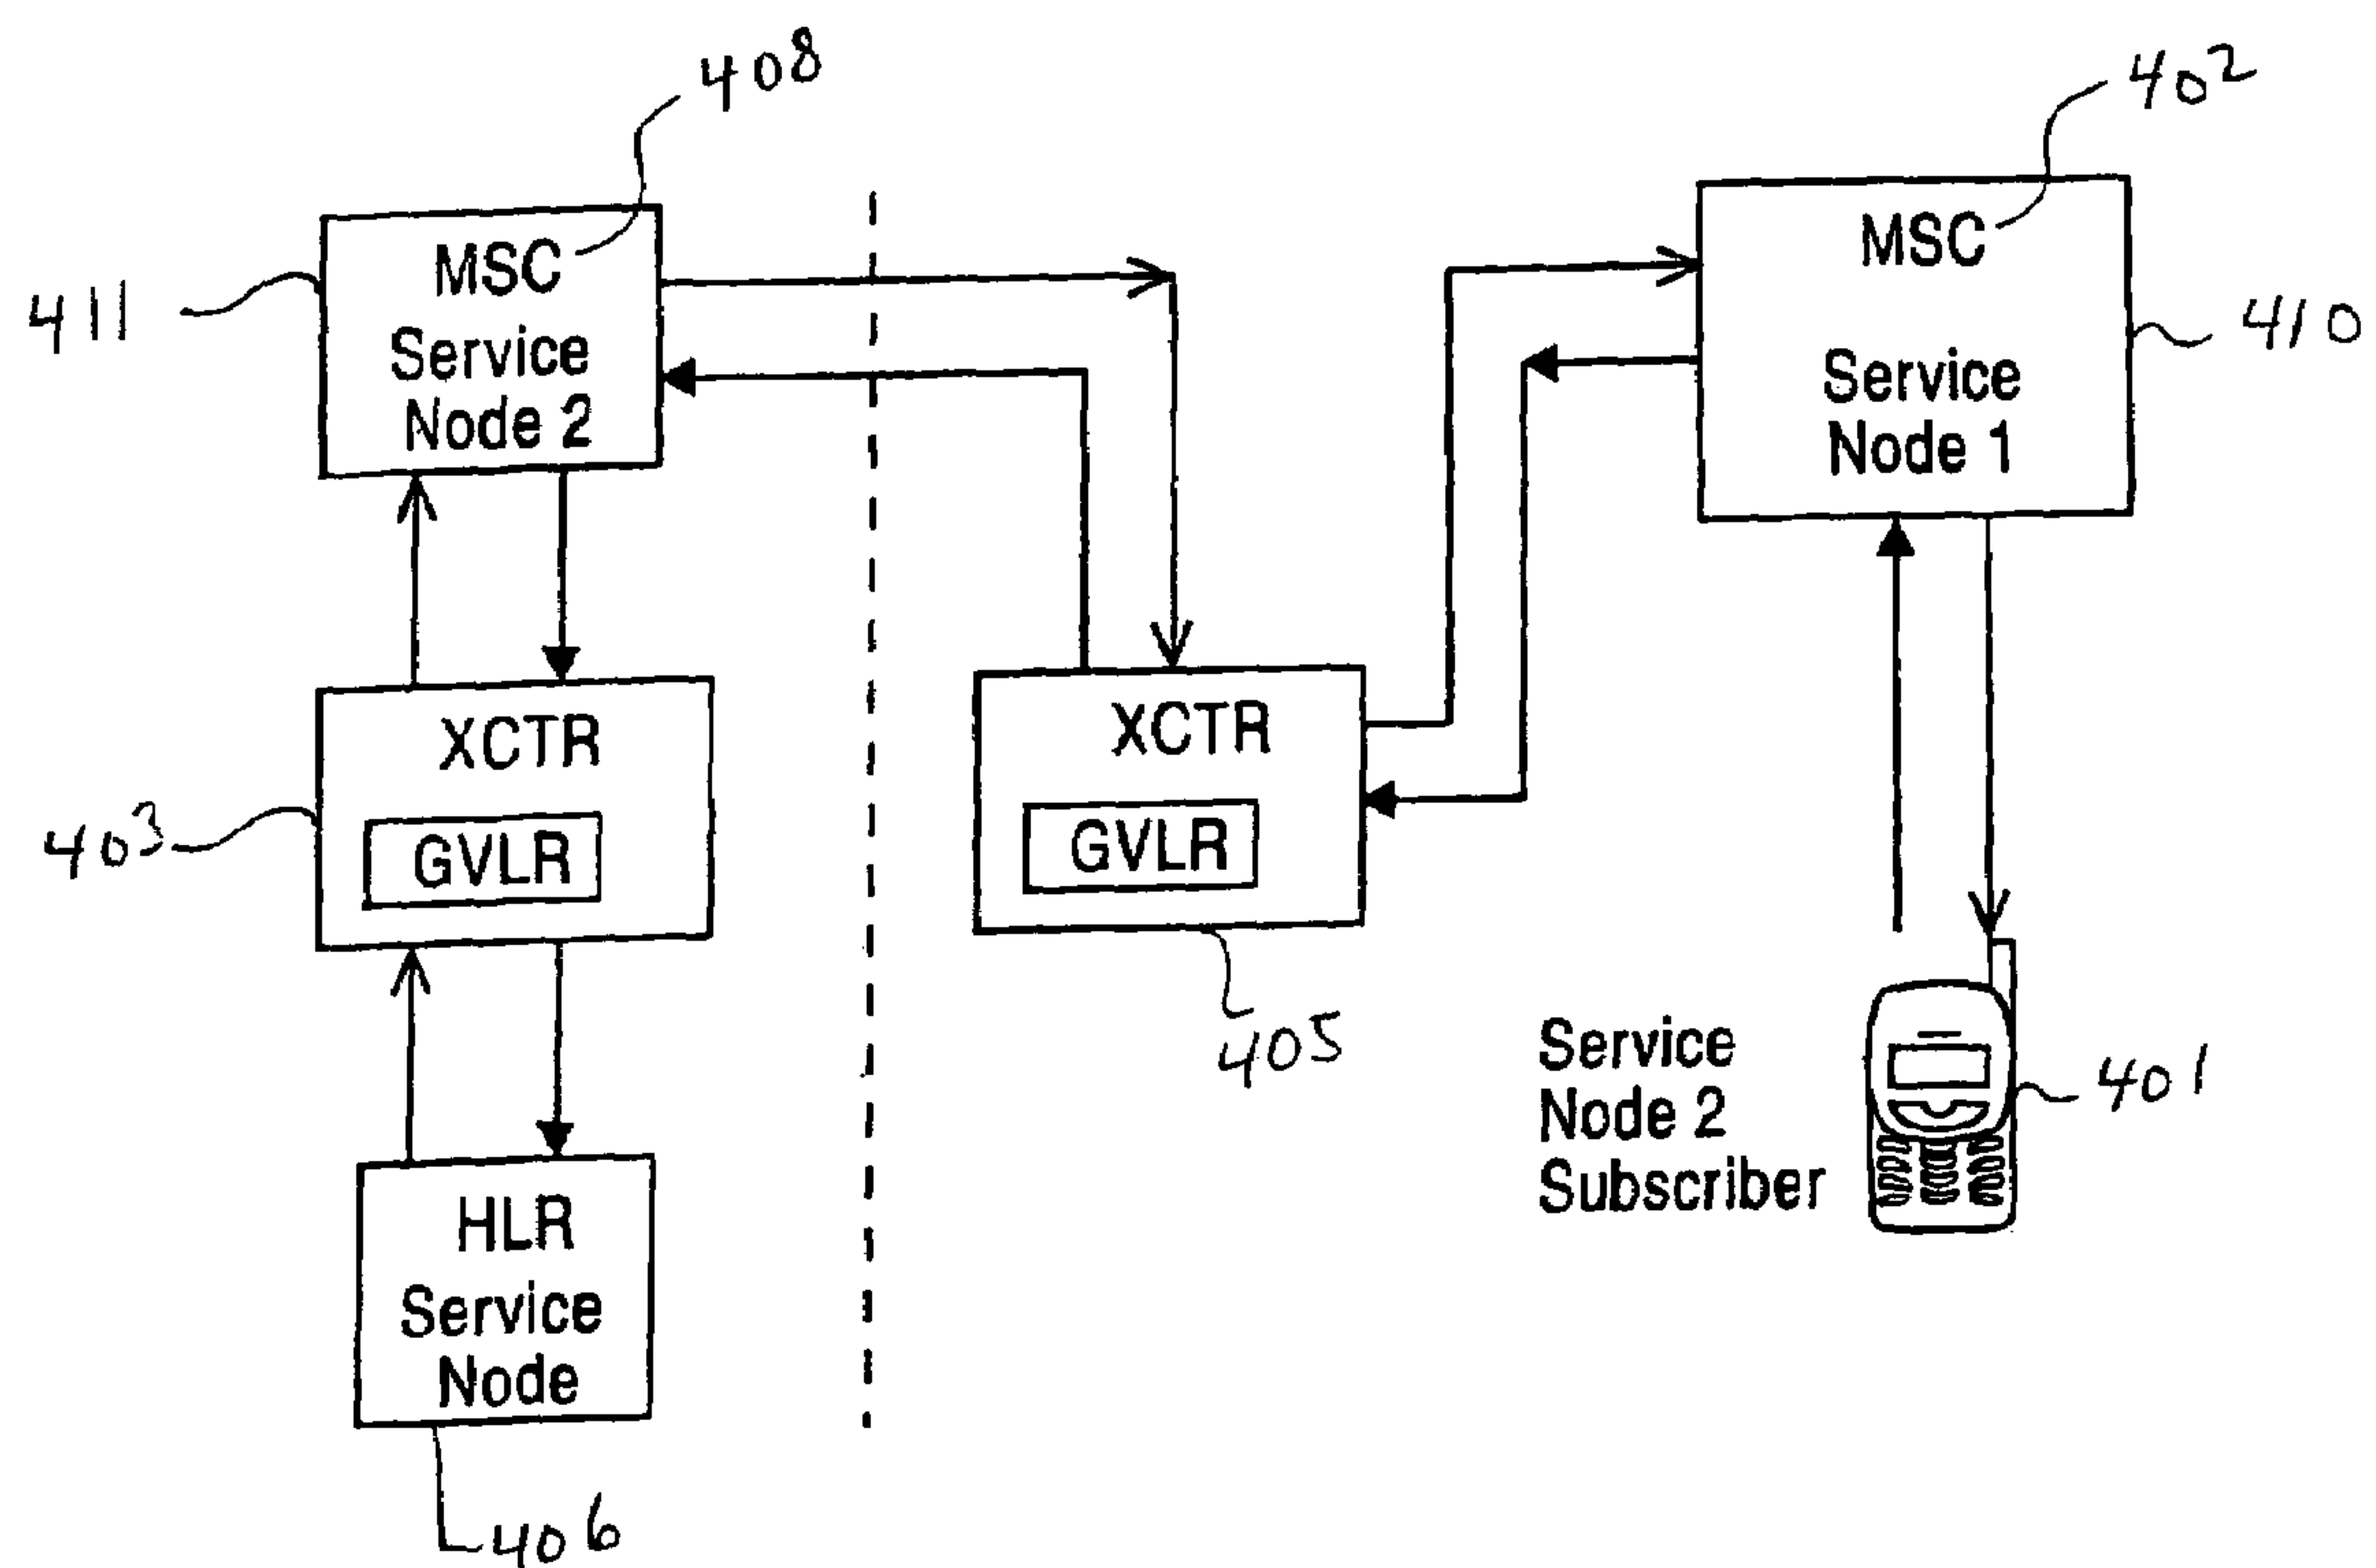 408
402
MSC
Service
Node 2
411
MSC
Service
Node 1
410
XCTR
GVLR
403
XCTR
GVLR
405
HLR
Service
Node
406
Service
Node 2
Subscriber
401